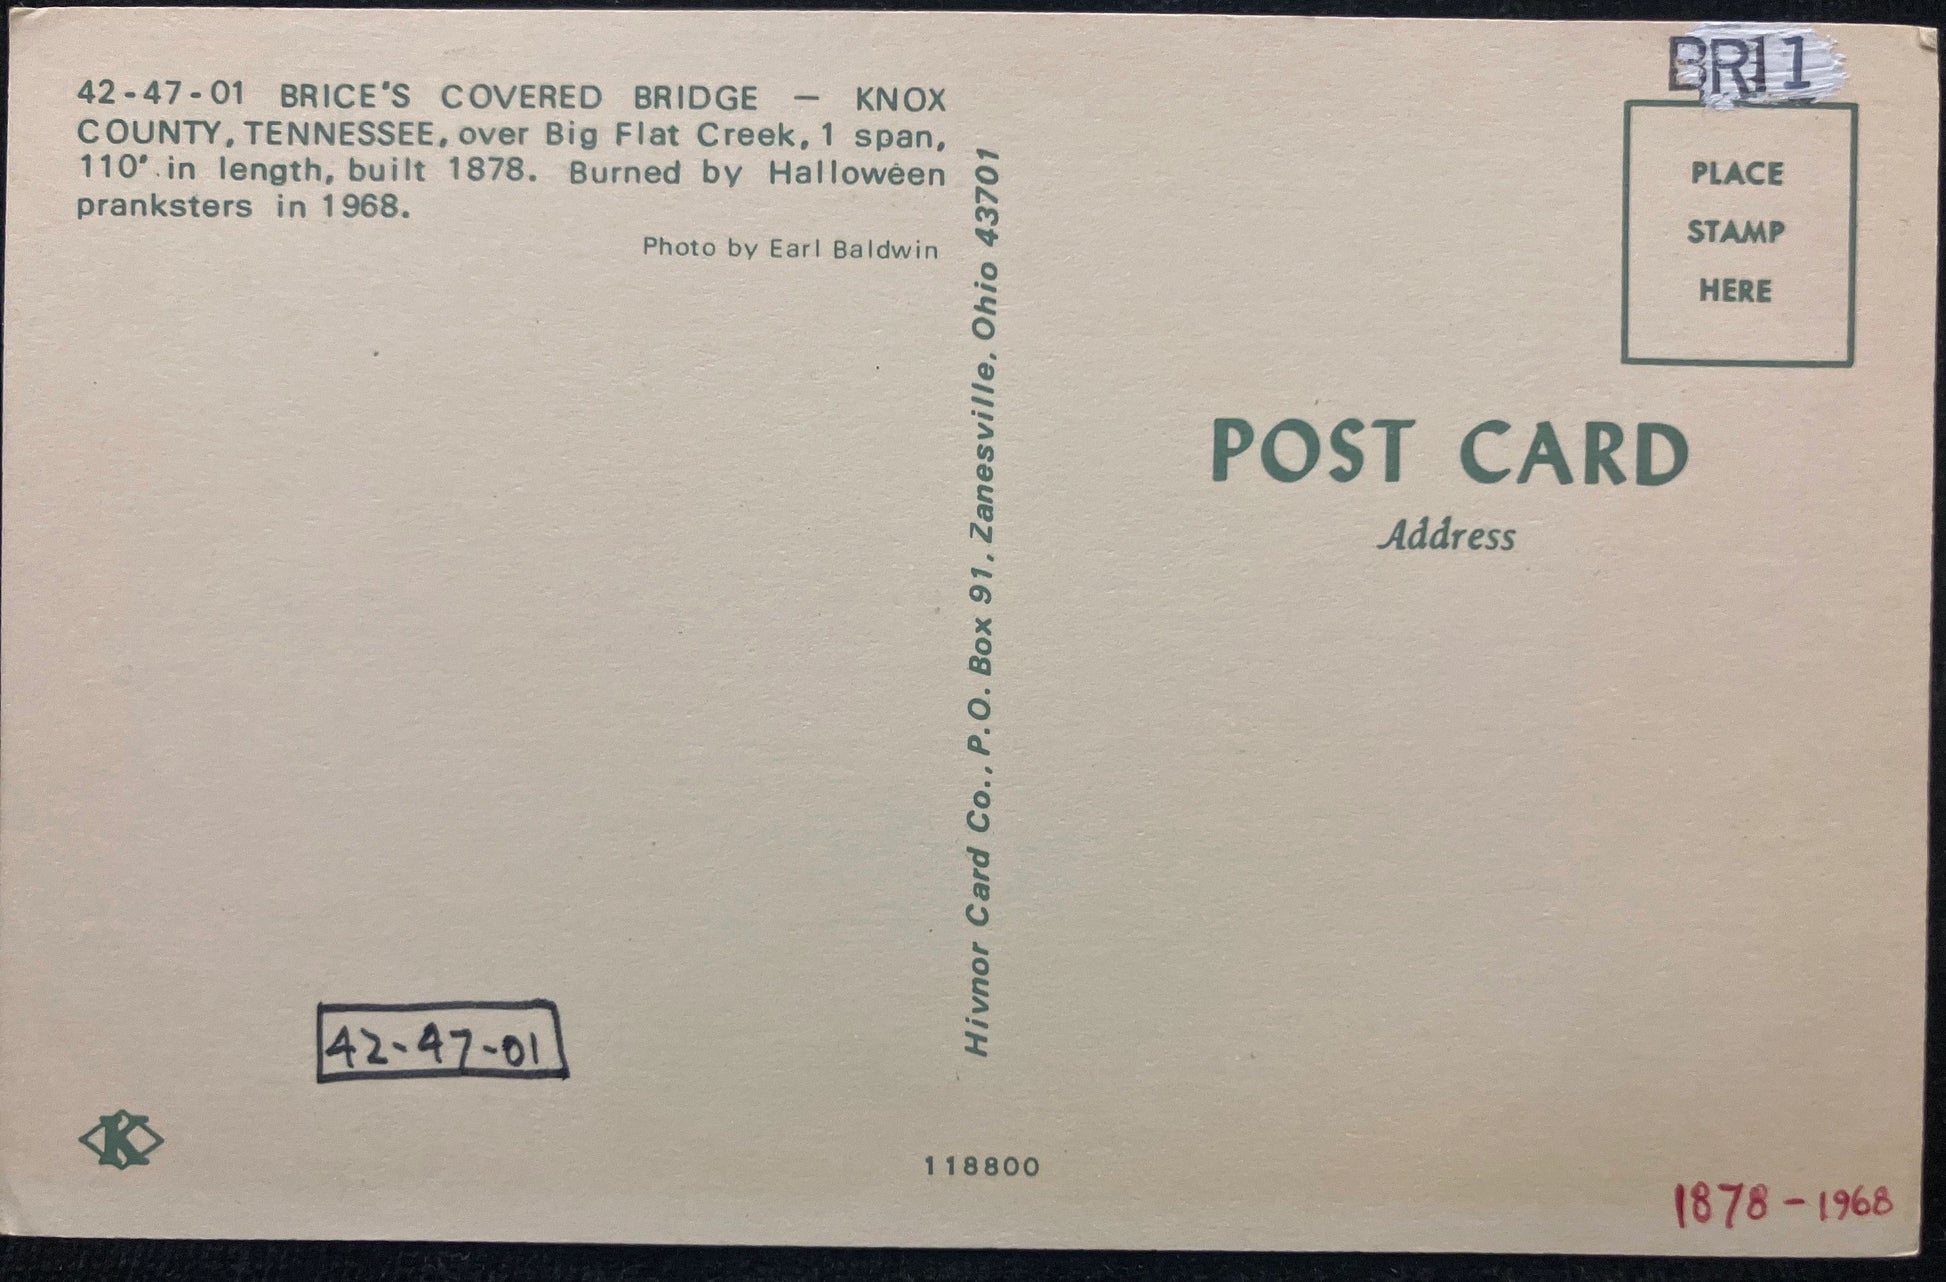 42-47-01 BRICE'S COVERED BRIDGE — KNOX
COUNTY, TENNESSEE, over Big Flat Creek, 1 span,
110' in length, built 1878. Burned by Halloween
pranksters in 1968.
Photo by Earl Baldwin
Hivnor Card Co., P.O. Box 91, Zanesville, Ohio 43701
BRI 1
PLACE
STAMP
HERE
POST CARD
Address
42-47-01
K
118800
1878 - 1968